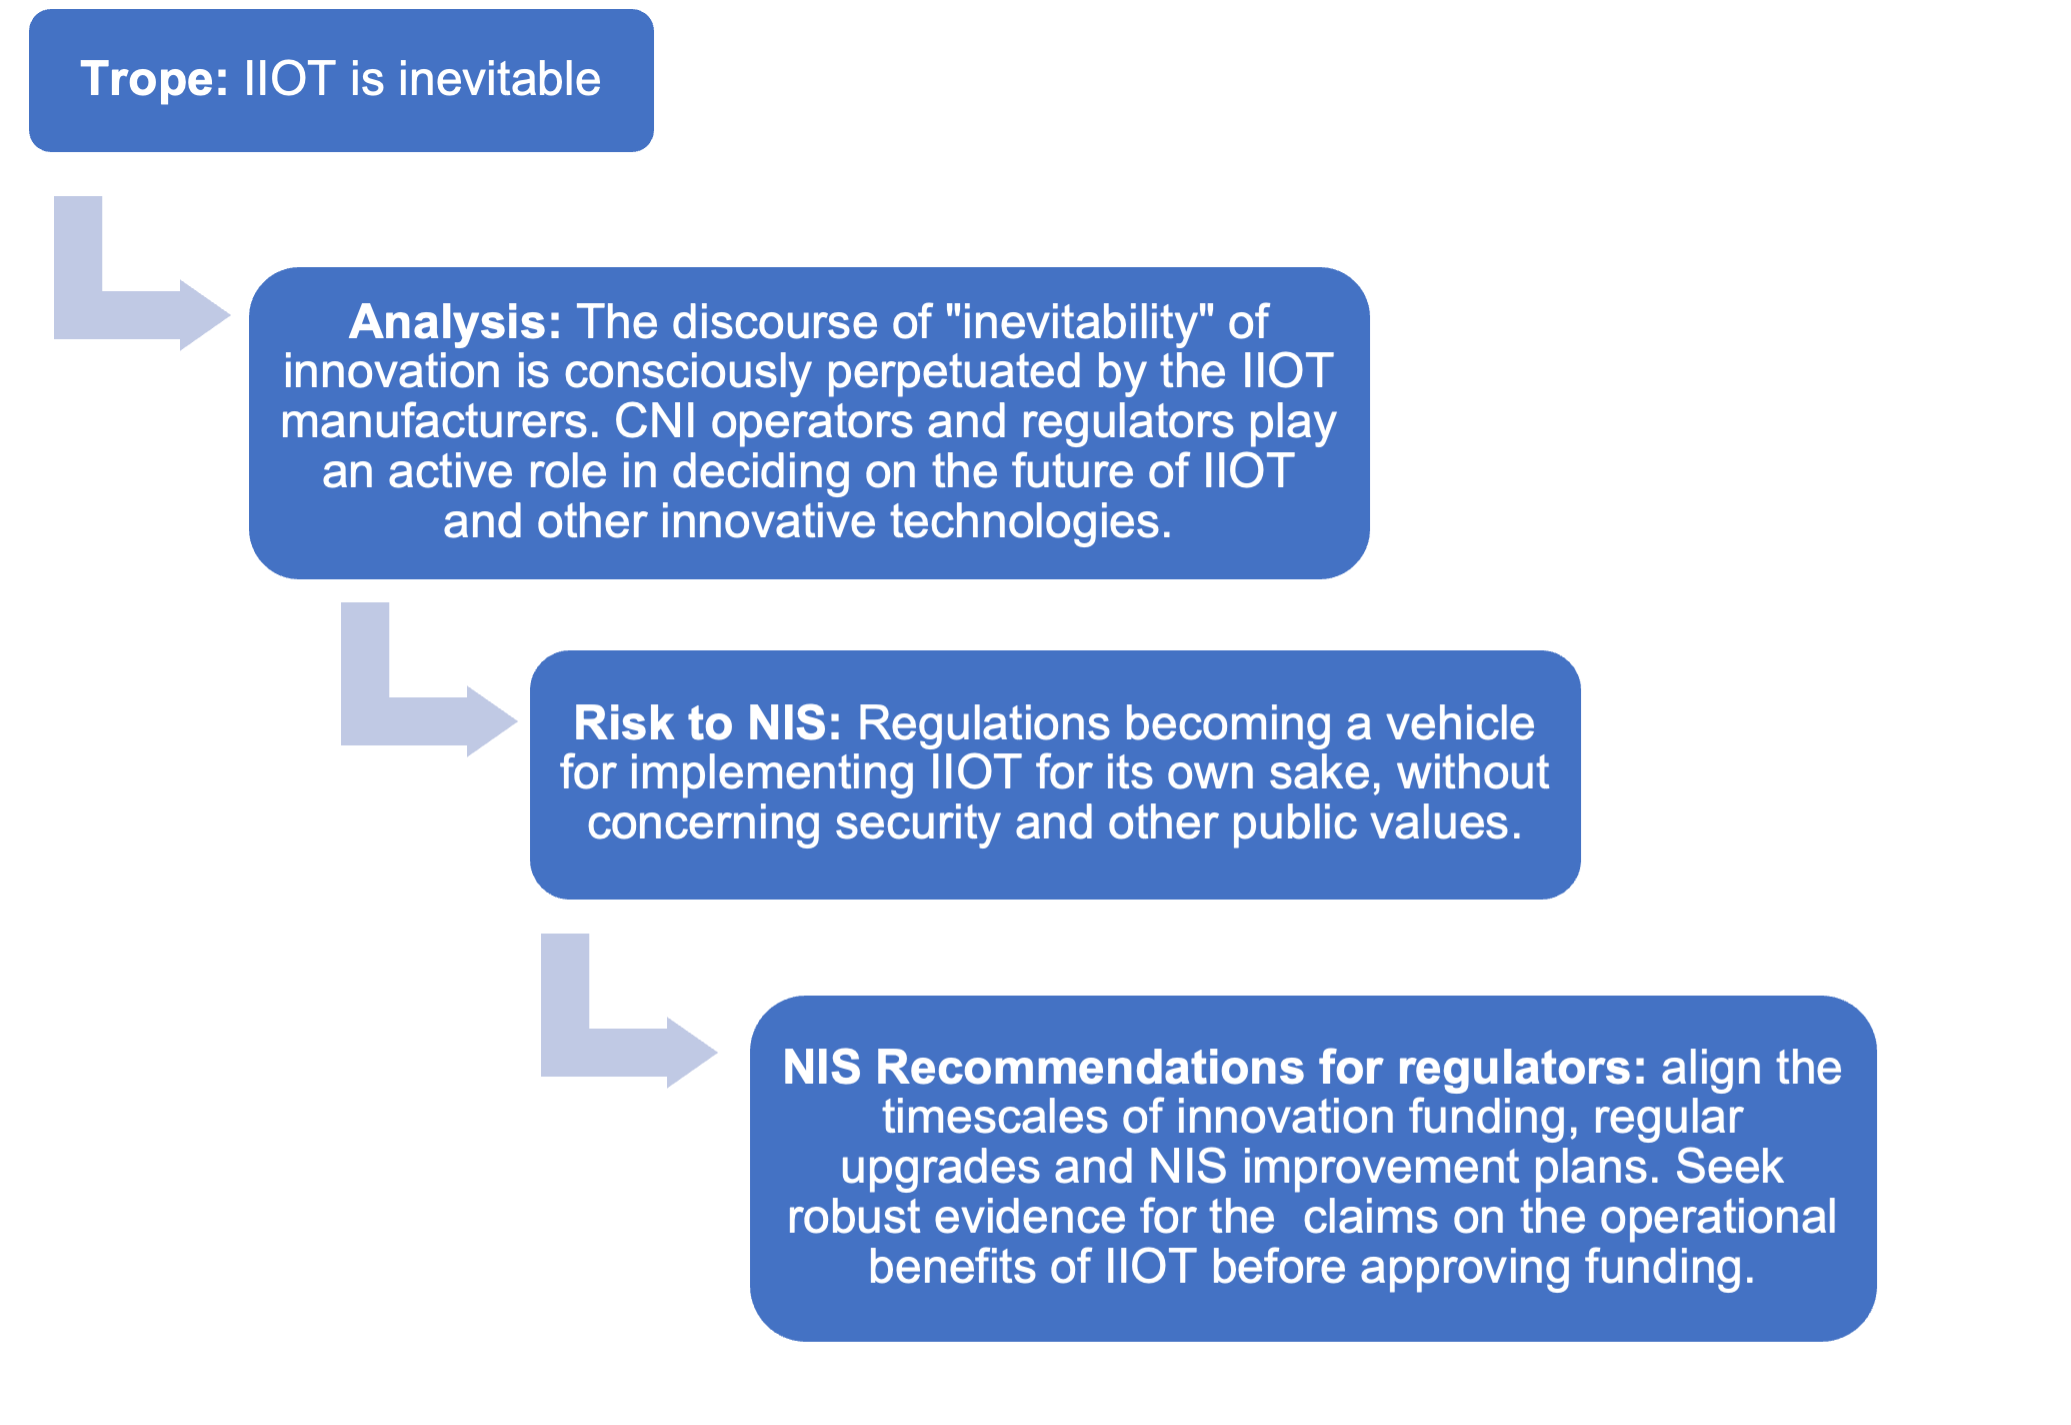 Trope: IIOT is inevitable
Analysis: The discourse of "inevitability" of
innovation is consciously perpetuated by the IIOT
manufacturers. CNI operators and regulators play
an active role in deciding on the future of IIOT
and other innovative technologies.
Risk to NIS: Regulations becoming a vehicle
for implementing IIOT for its own sake, without
concerning security and other public values.
NIS Recommendations for regulators: align the
timescales of innovation funding, regular
upgrades and NIS improvement plans. Seek
robust evidence for the  claims on the operational
benefits of IIOT before approving funding.